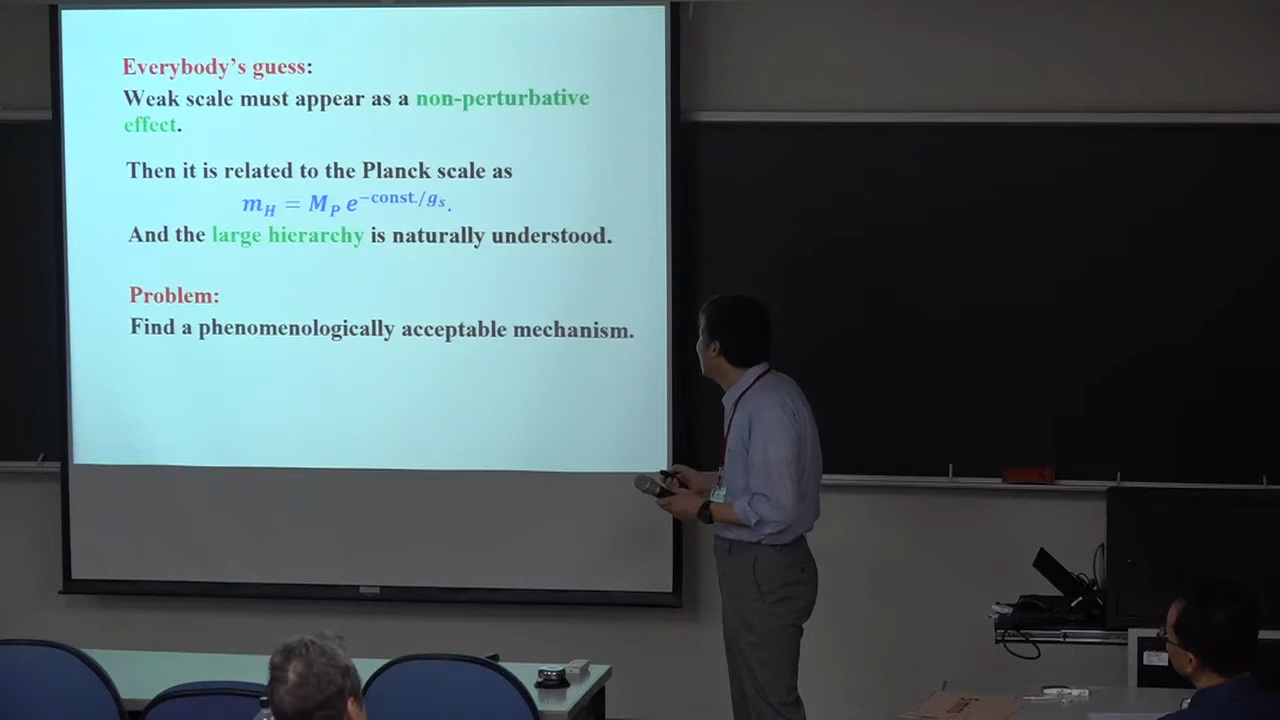 Everybody's guess:
Weak scale must appear as a non-perturbative
effect.
Then it is related to the Planck scale as
m_H = M_P e^{-const./g_s}.
And the large hierarchy is naturally understood.
Problem:
Find a phenomenologically acceptable mechanism.